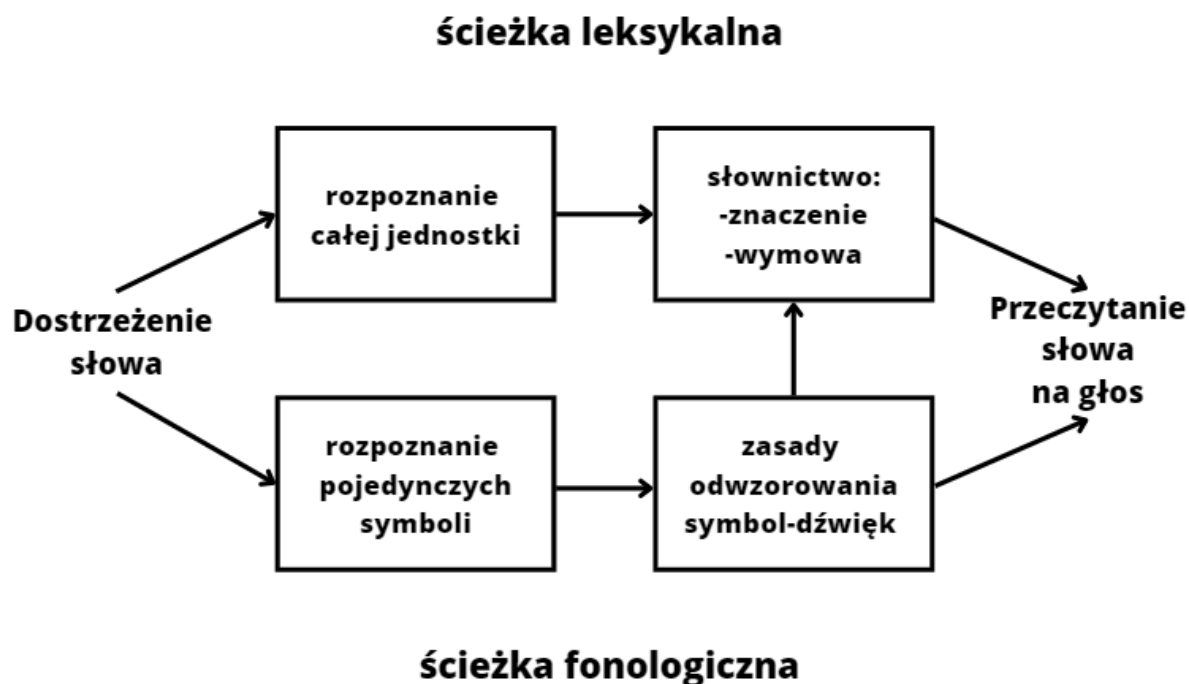 ścieżka leksykalna
rozpoznanie
całej jednostki
słownictwo:
-znaczenie
-wymowa
Dostrzeżenie
słowa
Przeczytanie
słowa
na głos
rozpoznanie
pojedynczych
symboli
zasady
odwzorowania
symbol-dźwięk
ścieżka fonologiczna